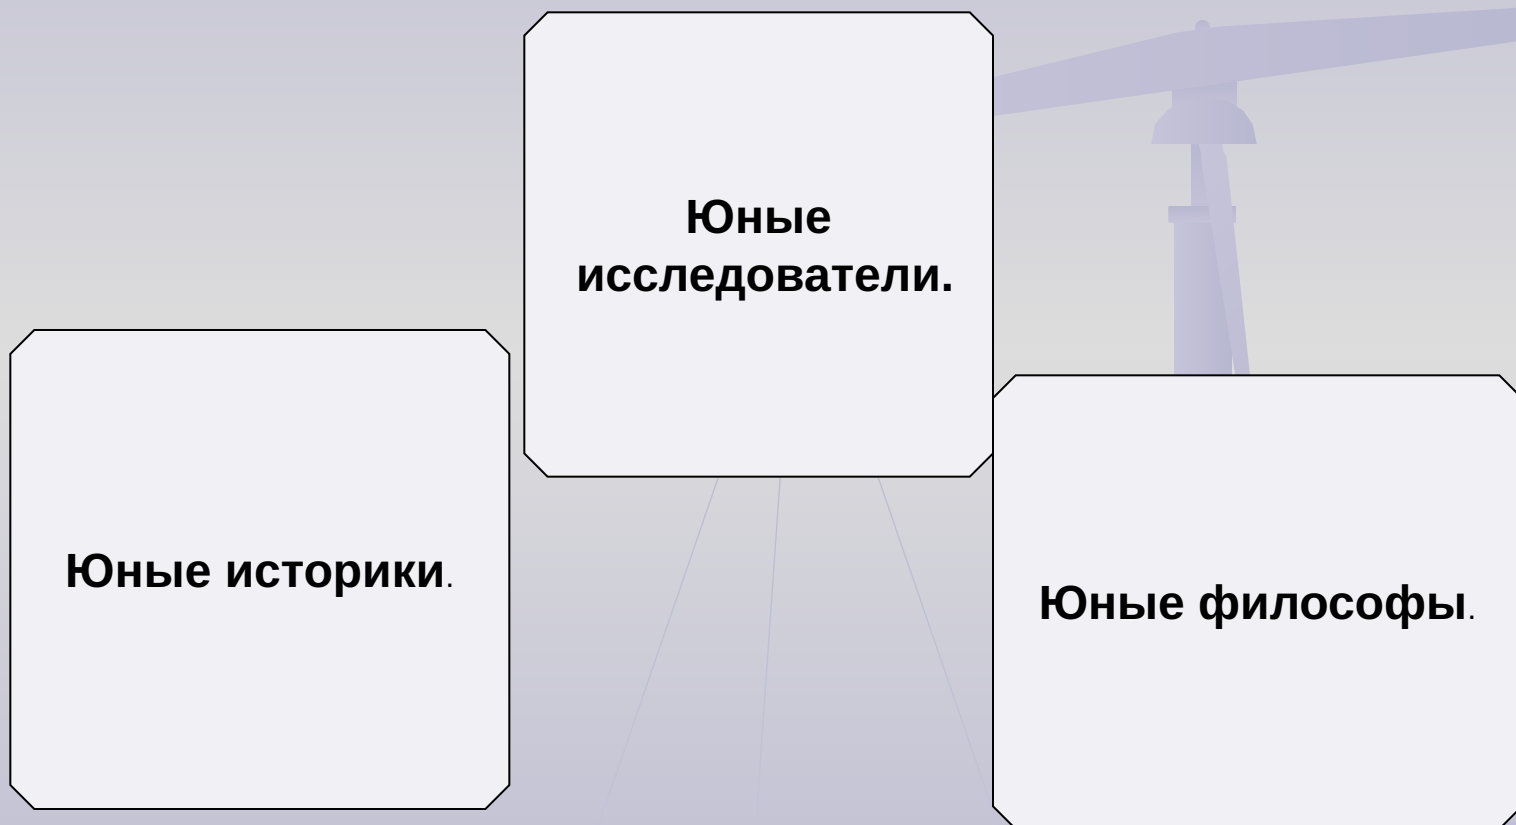 Юные
исследователи.
Юные историки.
Юные философы.